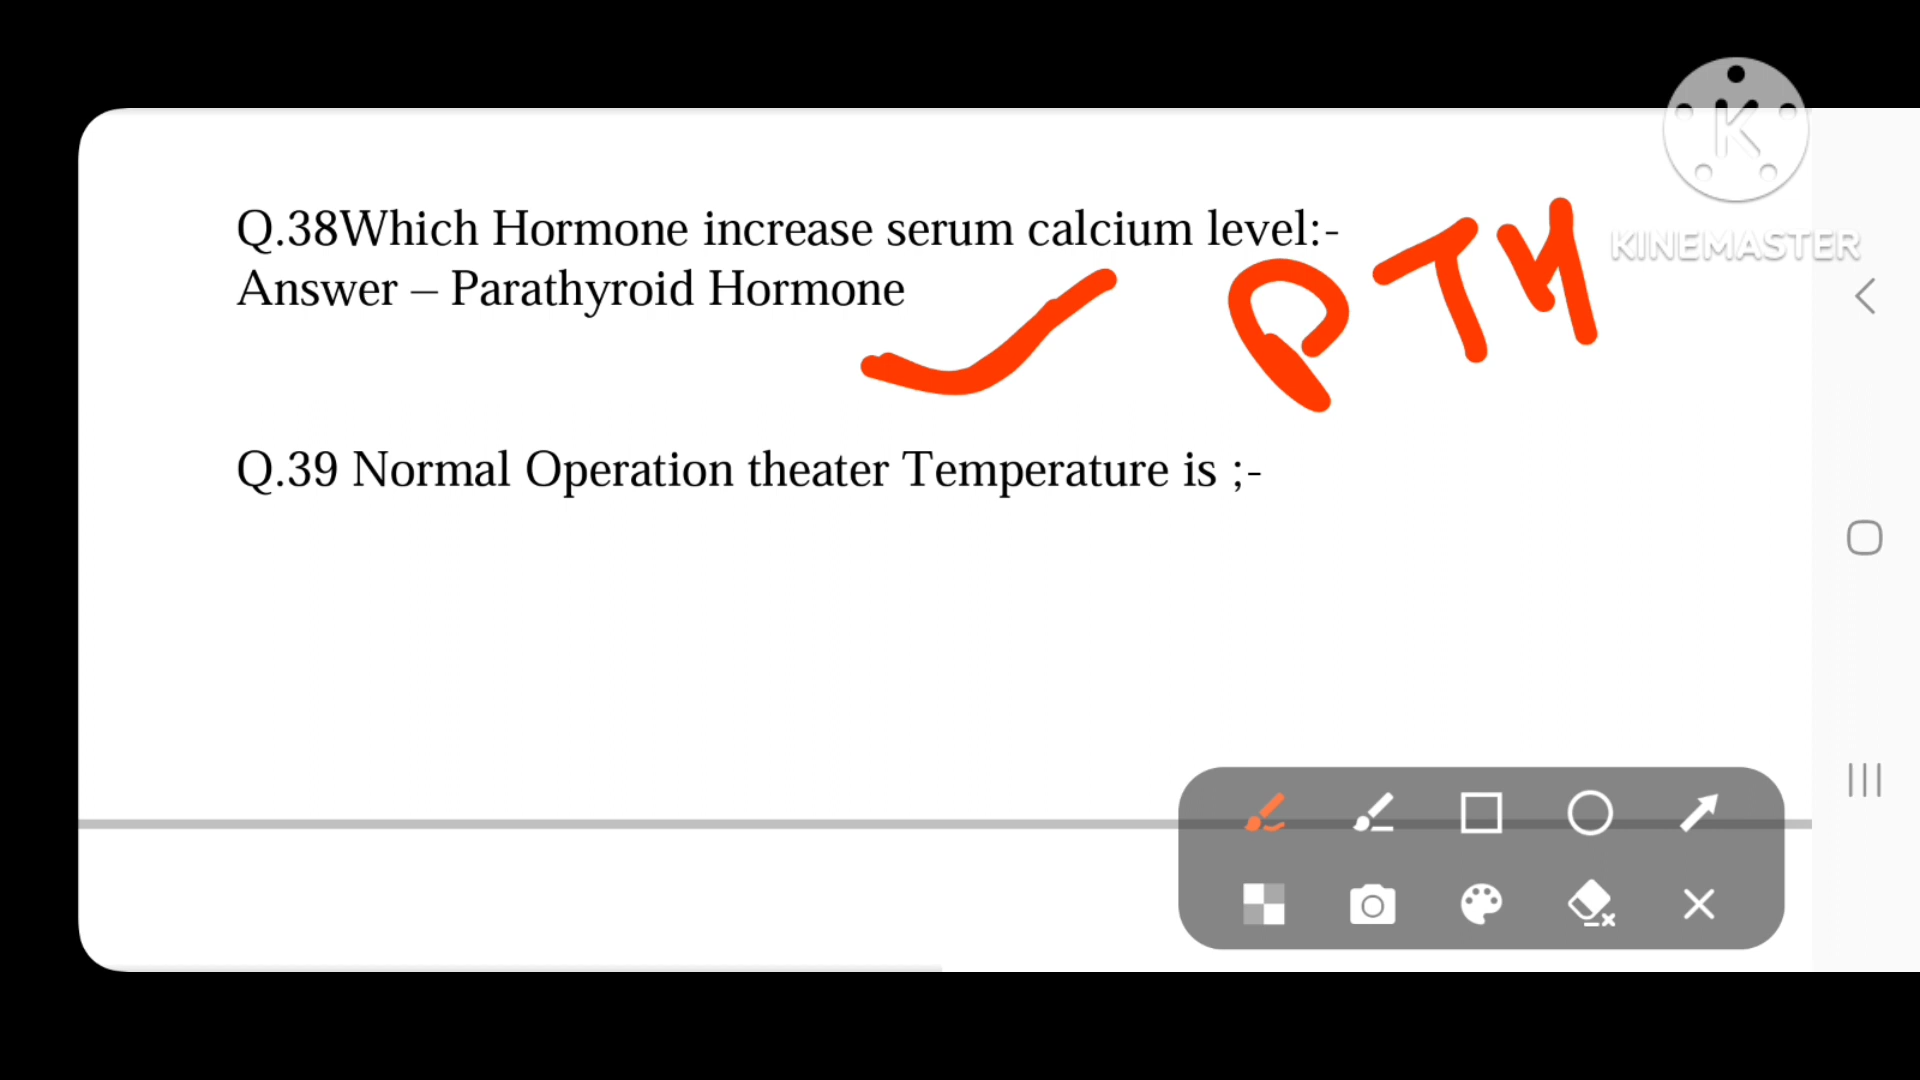 Q.38Which Hormone increase serum calcium level:-
Answer – Parathyroid Hormone
PTH
Q.39 Normal Operation theater Temperature is ;-
K
KINEMASTER